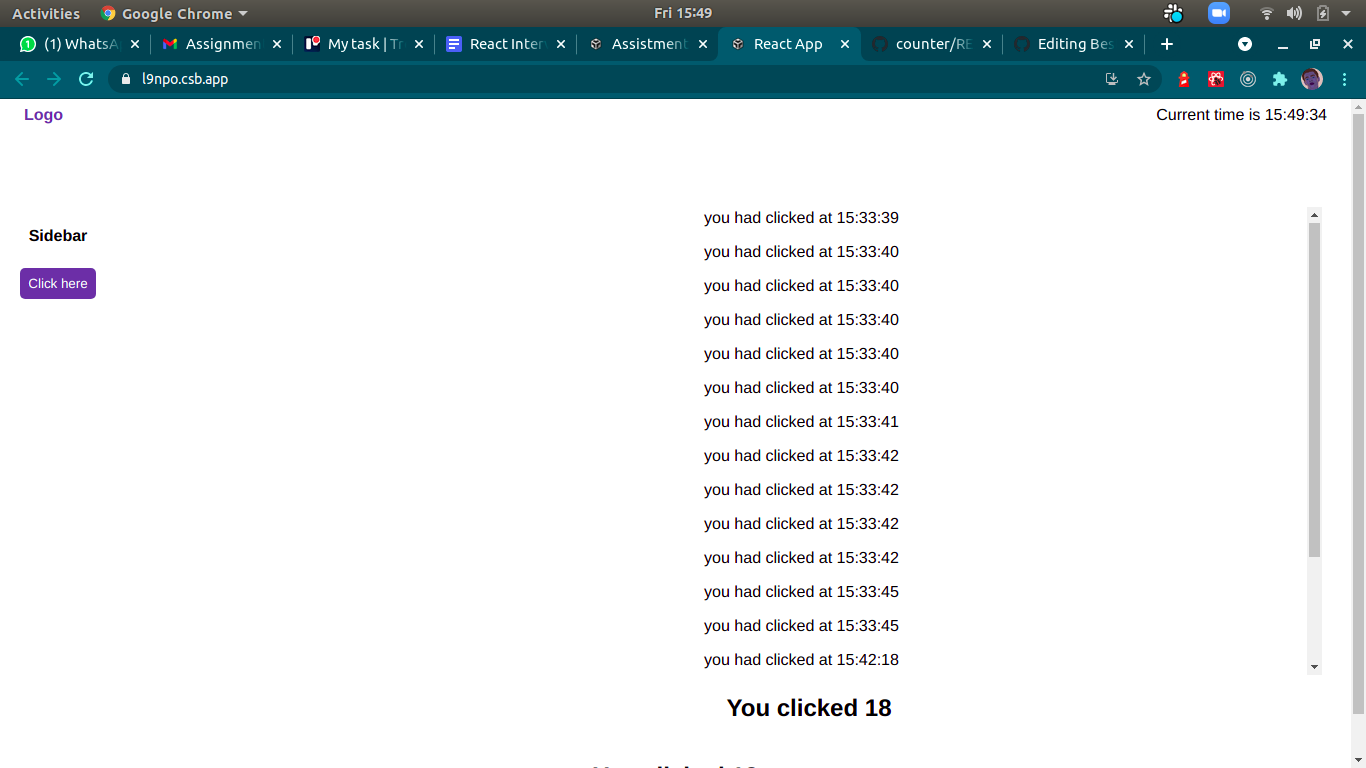 Activities Google Chrome Fri 15:49
(1) WhatsA Assignmen My task | Tr React Inter Assistment React App counter/RE Editing Bes
l9npo.csb.app
Logo Current time is 15:49:34
you had clicked at 15:33:39
Sidebar
you had clicked at 15:33:40
Click here
you had clicked at 15:33:40
you had clicked at 15:33:40
you had clicked at 15:33:40
you had clicked at 15:33:40
you had clicked at 15:33:41
you had clicked at 15:33:42
you had clicked at 15:33:42
you had clicked at 15:33:42
you had clicked at 15:33:42
you had clicked at 15:33:45
you had clicked at 15:33:45
you had clicked at 15:42:18
You clicked 18